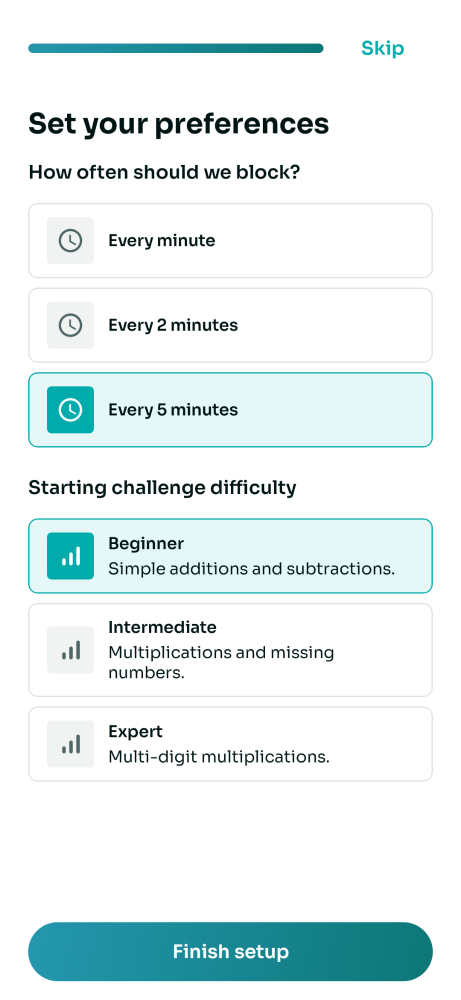 Skip
Set your preferences
How often should we block?
Every minute
Every 2 minutes
Every 5 minutes
Starting challenge difficulty
Beginner
Simple additions and subtractions.
Intermediate
Multiplications and missing
numbers.
Expert
Multi-digit multiplications.
Finish setup